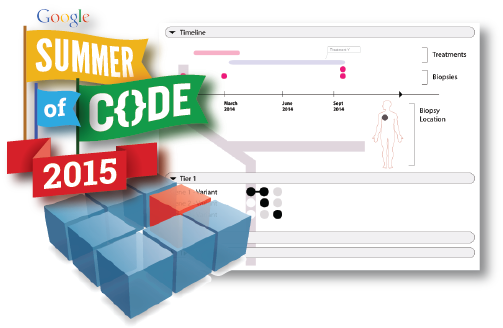 Google
SUMMER
of
CODE
2015
Timeline
Treatments
Biopsies
March
2014
June
2014
Sept
2014
Biopsy
Location
Tier 1
Variant